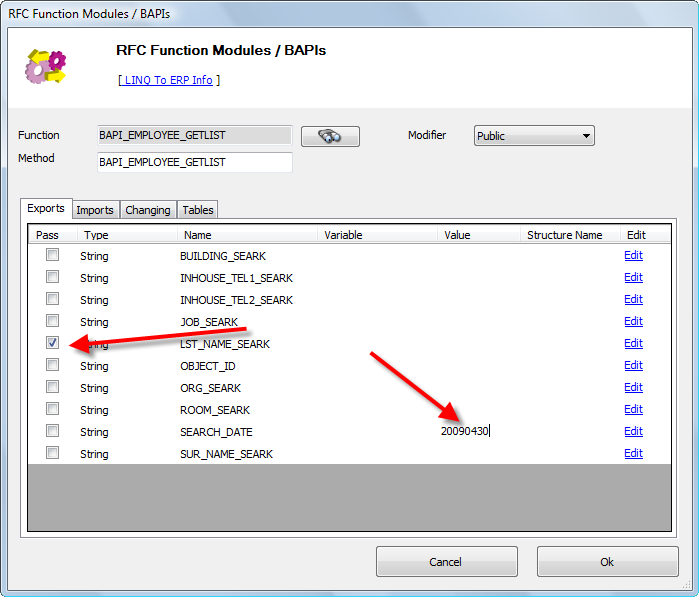 RFC Function Modules / BAPIs
RFC Function Modules / BAPIs
[ LINQ To ERP Info ]
Function BAPI_EMPLOYEE_GETLIST Modifier Public
Method BAPI_EMPLOYEE_GETLIST
Exports Imports Changing Tables
Pass Type Name Variable Value Structure Name Edit
String BUILDING_SEARK Edit
String INHOUSE_TEL1_SEARK Edit
String INHOUSE_TEL2_SEARK Edit
String JOB_SEARK Edit
String LST_NAME_SEARK Edit
String OBJECT_ID Edit
String ORG_SEARK Edit
String ROOM_SEARK Edit
String SEARCH_DATE 20090430 Edit
String SUR_NAME_SEARK Edit
Cancel Ok